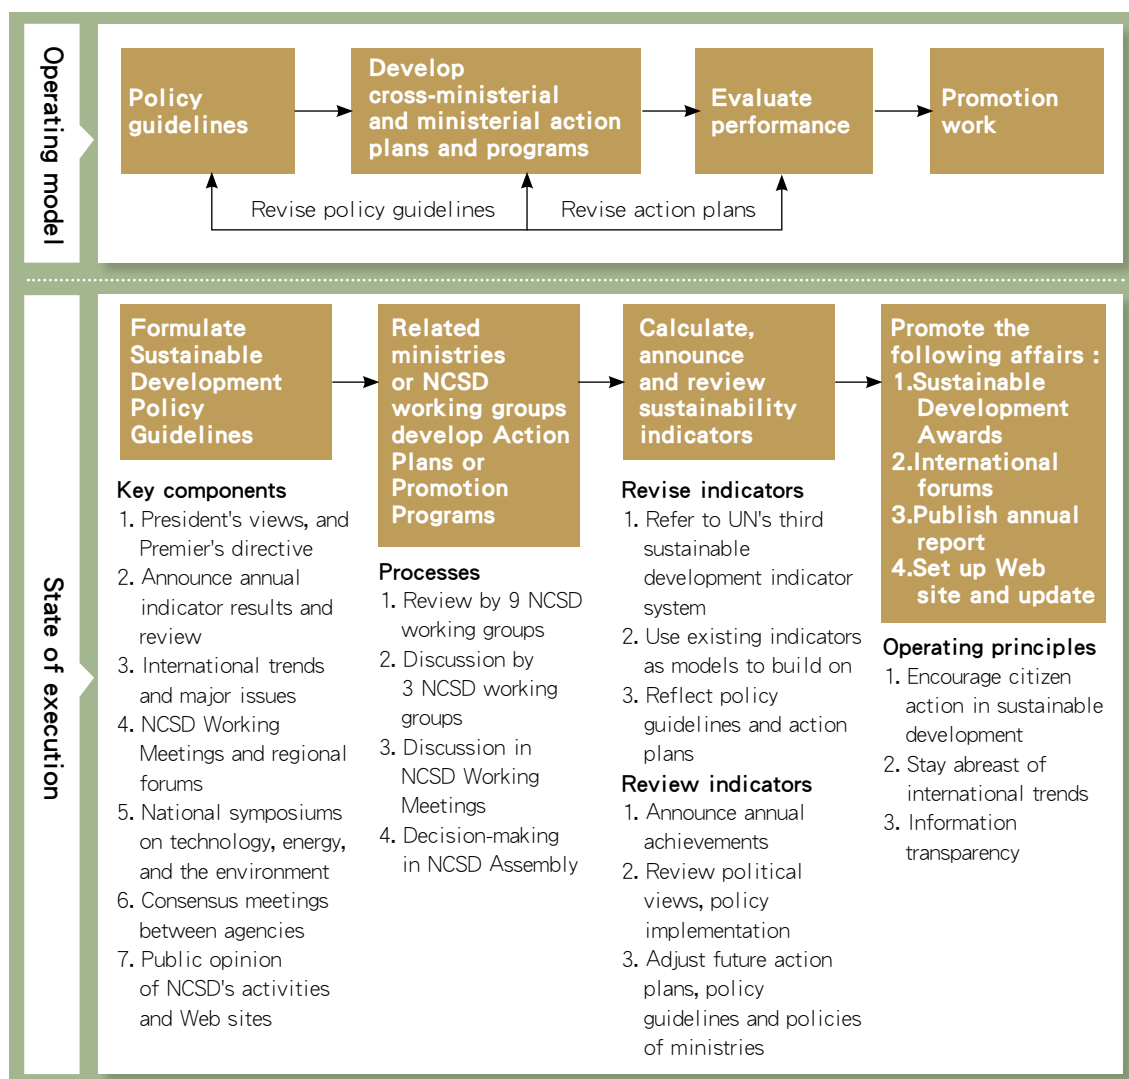 Operating model
Policy
guidelines
Develop
cross-ministerial
and ministerial action
plans and programs
Evaluate
performance
Promotion
work
Revise policy guidelines
Revise action plans
State of execution
Formulate
Sustainable
Development
Policy
Guidelines
Key components
1. President's views, and
Premier's directive
2. Announce annual
indicator results and
review
3. International trends
and major issues
4. NCSD Working
Meetings and regional
forums
5. National symposiums
on technology, energy,
and the environment
6. Consensus meetings
between agencies
7. Public opinion
of NCSD's activities
and Web sites
Related
ministries
or NCSD
working groups
develop Action
Plans or
Promotion
Programs
Processes
1. Review by 9 NCSD
working groups
2. Discussion by
3 NCSD working
groups
3. Discussion in
NCSD Working
Meetings
4. Decision-making
in NCSD Assembly
Calculate,
announce
and review
sustainability
indicators
Revise indicators
1. Refer to UN's third
sustainable
development indicator
system
2. Use existing indicators
as models to build on
3. Reflect policy
guidelines and action
plans
Review indicators
1. Announce annual
achievements
2. Review political
views, policy
implementation
3. Adjust future action
plans, policy
guidelines and policies
of ministries
Promote the
following affairs :
1.Sustainable
Development
Awards
2.International
forums
3.Publish annual
report
4.Set up Web
site and update
Operating principles
1. Encourage citizen
action in sustainable
development
2. Stay abreast of
international trends
3. Information
transparency